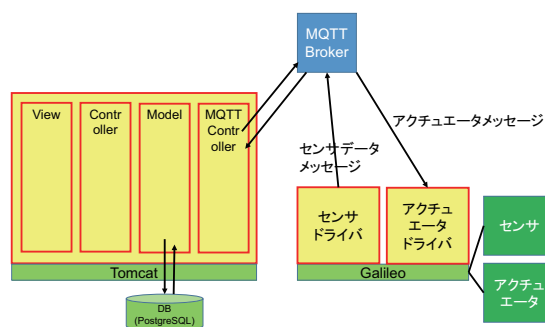 MQTT
Broker
View
Contr
oller
Model
MQTT
Contr
oller
アクチュエータメッセージ
センサデータ
メッセージ
センサ
ドライバ
アクチュ
エータ
ドライバ
センサ
Tomcat
Galileo
アクチュ
エータ
DB
(PostgreSQL)